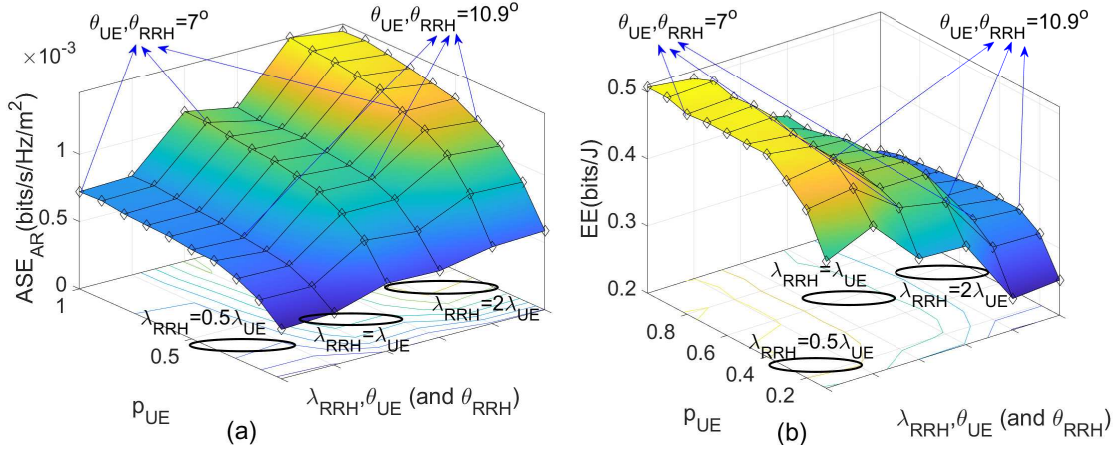 θUE,θRRH=7°
θUE,θRRH=10.9°
×10-3
ASEAR(bits/s/Hz/m2)
1
0.5
0
1
0.5
pUE
λRRH=0.5λUE
λRRH=λUE
λRRH=2λUE
λRRH,θUE (and θRRH)
(a)
θUE,θRRH=7°
θUE,θRRH=10.9°
EE(bits/J)
0.5
0.4
0.3
0.2
0.8
0.6
0.4
0.2
pUE
λRRH=λUE
λRRH=2λUE
λRRH=0.5λUE
λRRH,θUE (and θRRH)
(b)